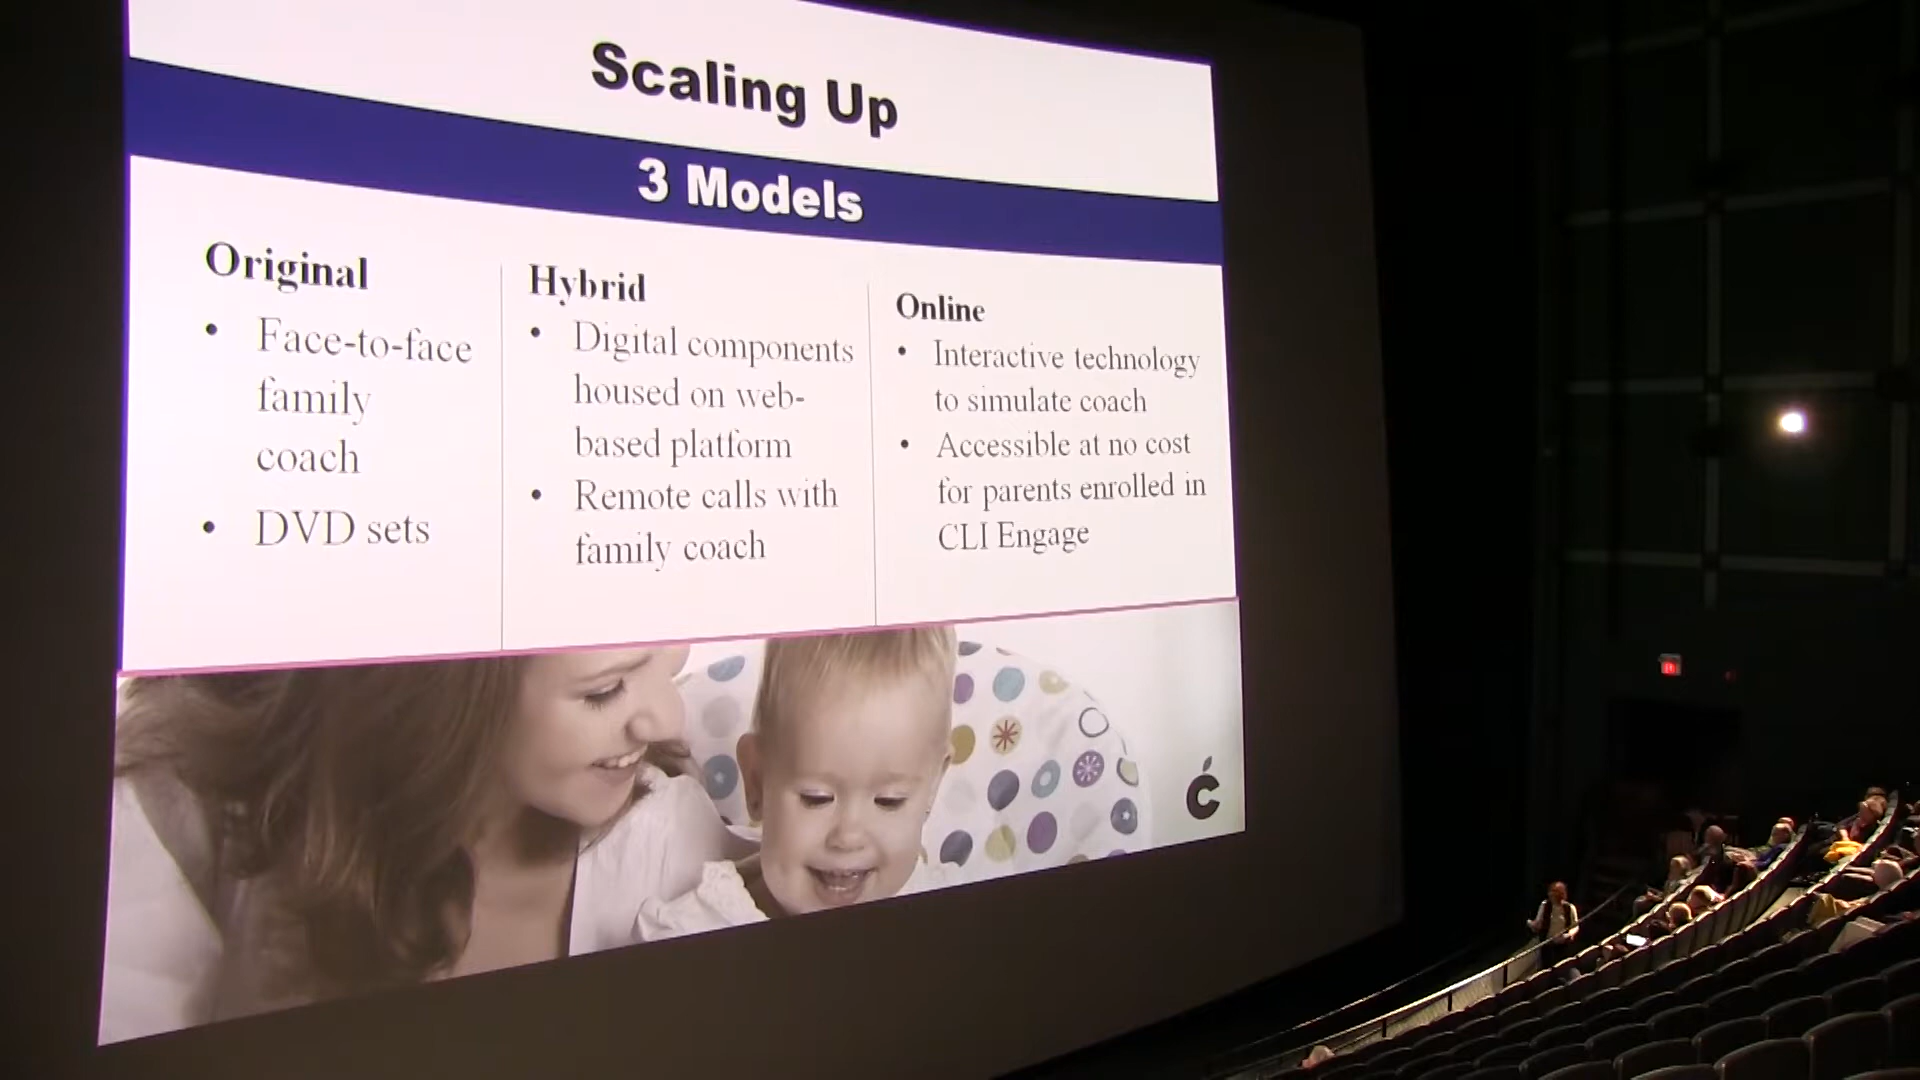 Scaling Up
3 Models
Original
• Face-to-face
family
coach
• DVD sets
Hybrid
• Digital components
housed on web-
based platform
• Remote calls with
family coach
Online
• Interactive technology
to simulate coach
• Accessible at no cost
for parents enrolled in
CLI Engage